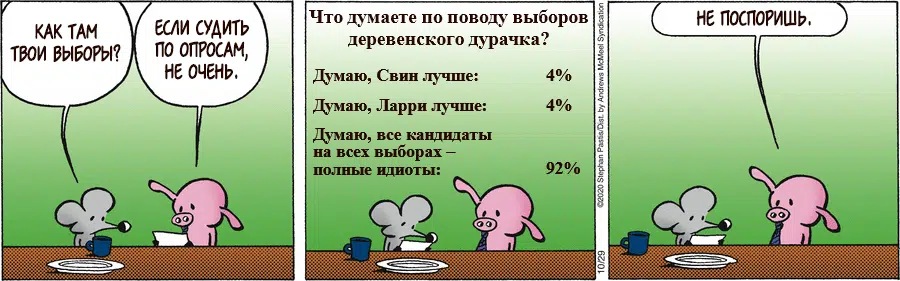 КАК ТАМ
ТВОИ ВЫБОРЫ?
ЕСЛИ СУДИТЬ
ПО ОПРОСАМ,
НЕ ОЧЕНЬ.
Что думаете по поводу выборов
деревенского дурачка?
Думаю, Свин лучше: 4%
Думаю, Ларри лучше: 4%
Думаю, все кандидаты
на всех выборах –
полные идиоты: 92%
10/29 ©2020 Stephan Pastis/Dist. by Andrews McMeel Syndication
НЕ ПОСПОРИШЬ.